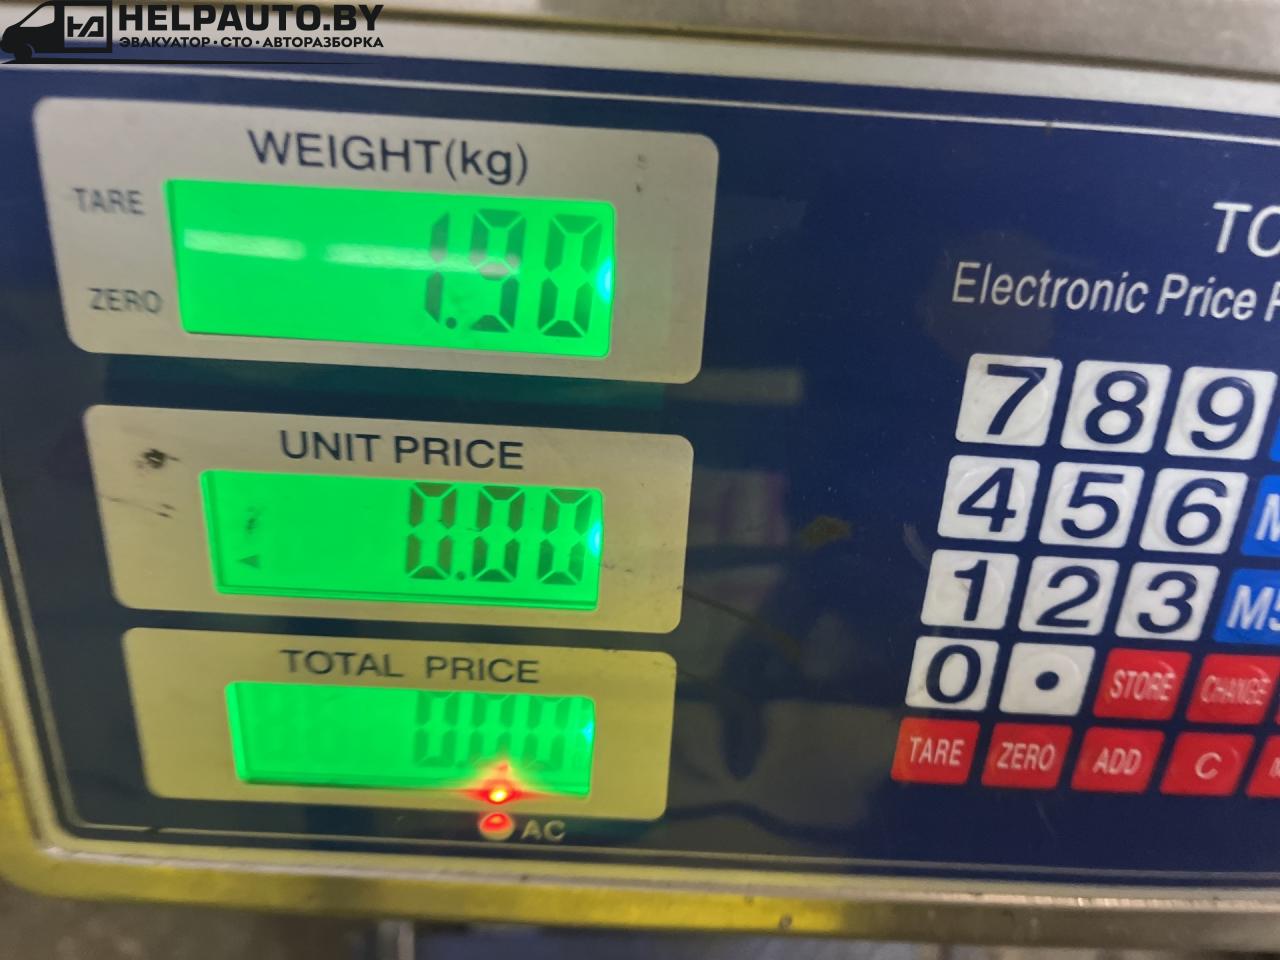 HELPAUTO.BY
ЭВАКУАТОР·СТО·АВТОРАЗБОРКА
WEIGHT(kg)
TARE
1.90
ZERO
UNIT PRICE
0.00
TOTAL PRICE
0.00
AC
Electronic Price
7 8 9
4 5 6
1 2 3
0 • STORE CHANGE
TARE ZERO ADD C